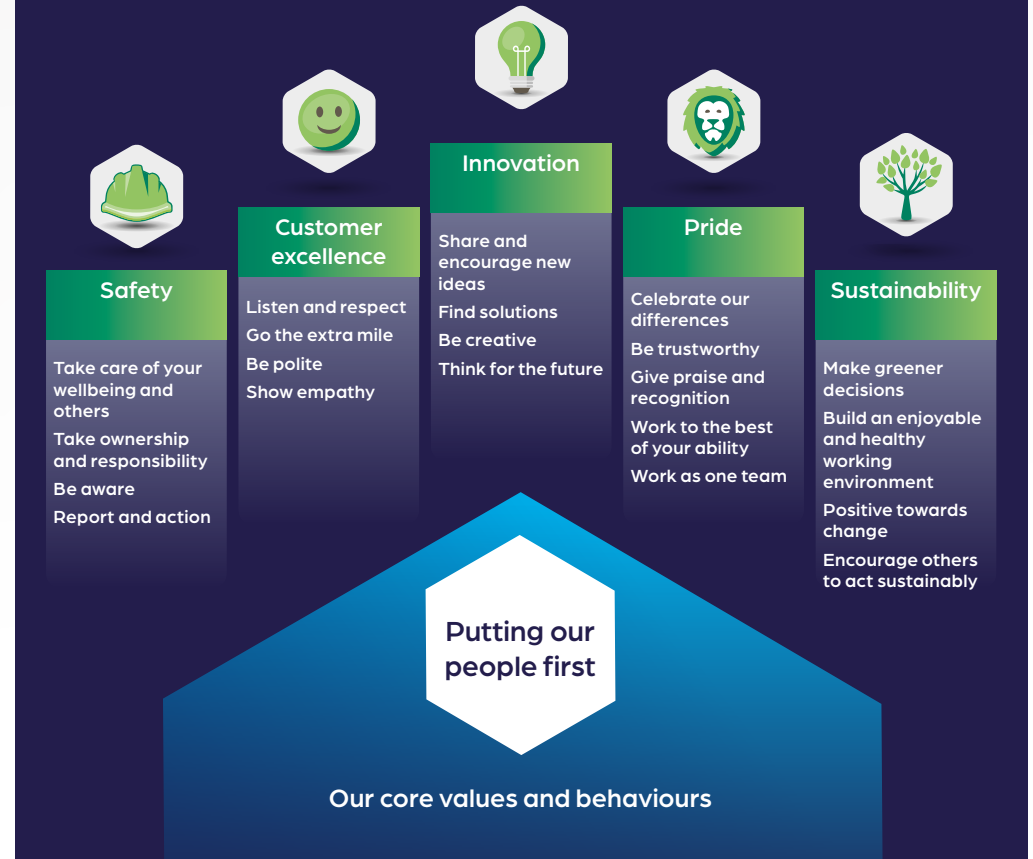 Safety
Take care of your
wellbeing and
others
Take ownership
and responsibility
Be aware
Report and action
Customer
excellence
Listen and respect
Go the extra mile
Be polite
Show empathy
Innovation
Share and
encourage new
ideas
Find solutions
Be creative
Think for the future
Pride
Celebrate our
differences
Be trustworthy
Give praise and
recognition
Work to the best
of your ability
Work as one team
Sustainability
Make greener
decisions
Build an enjoyable
and healthy
working
environment
Positive towards
change
Encourage others
to act sustainably
Putting our
people first
Our core values and behaviours